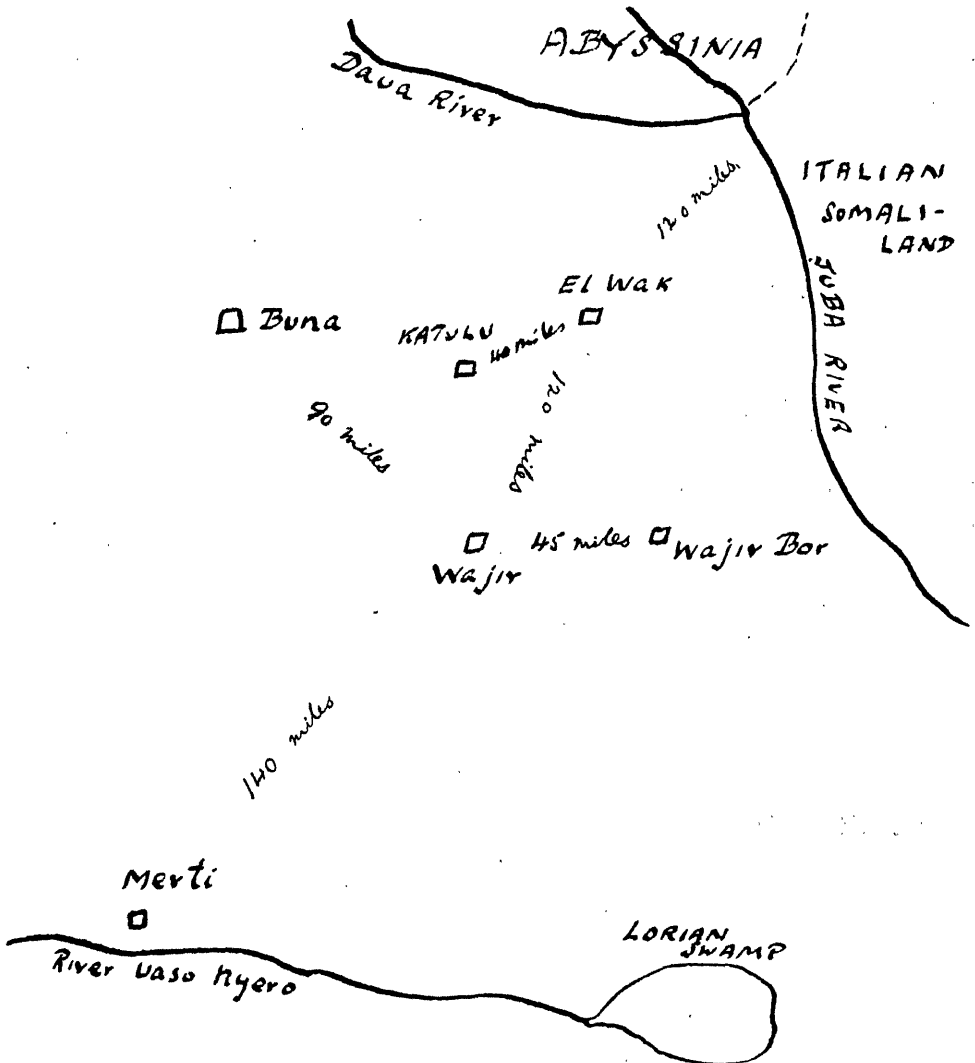 ABYSSINIA
Daua River
ITALIAN
SOMALI-
LAND
120 miles.
JUBA RIVER
El Wak
Buna
KATULU
40 miles
120 miles
90 miles
Wajir
45 miles
Wajir Bor
140 miles
Merti
LORIAN
SWAMP
River Uaso Nyero